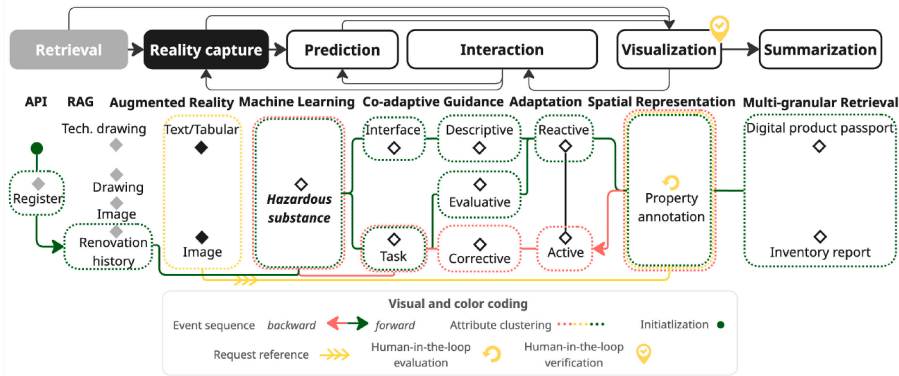 Retrieval
Reality capture
Prediction
Interaction
Visualization
Summarization
API
RAG
Augmented Reality
Machine Learning
Co-adaptive Guidance
Adaptation
Spatial Representation
Multi-granular Retrieval
Tech. drawing
Text/Tabular
Interface
Descriptive
Reactive
Digital product passport
Drawing
Register
Image
Hazardous
substance
Evaluative
Property
annotation
Renovation
history
Image
Task
Corrective
Active
Inventory report
Visual and color coding
Event sequence backward forward Attribute clustering Initiatlization
Request reference
Human-in-the-loop
evaluation
Human-in-the-loop
verification